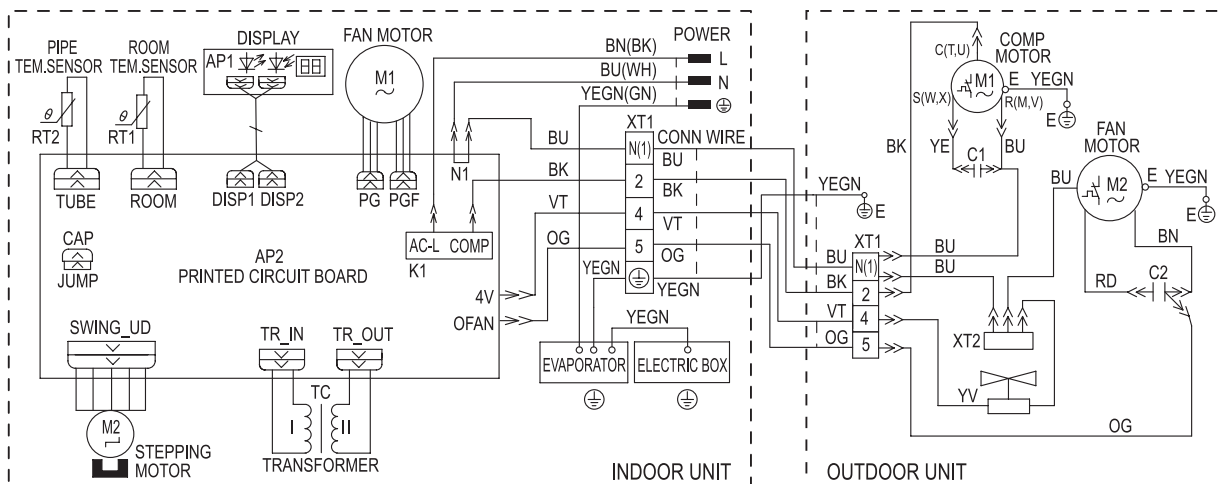 PIPE
TEM.SENSOR
ROOM
TEM.SENSOR
DISPLAY
AP1
FAN MOTOR
M1
POWER
BN(BK)
L
BU(WH)
N
YEGN(GN)
θ
RT2
θ
RT1
XT1
CONN WIRE
BU
N(1)
BU
BK
2
BK
VT
4
VT
OG
5
OG
YEGN
YEGN
N1
TUBE
ROOM
DISP1
DISP2
PG
PGF
AC-L
COMP
K1
CAP
JUMP
AP2
PRINTED CIRCUIT BOARD
4V
OFAN
SWING_UD
TR_IN
TR_OUT
TC
I
II
TRANSFORMER
M2
STEPPING
MOTOR
YEGN
EVAPORATOR
ELECTRIC BOX
INDOOR UNIT
YEGN
E
C(T,U)
COMP
MOTOR
M1
E
YEGN
E
S(W,X)
R(M,V)
BK
YE
C1
BU
FAN
MOTOR
BU
M2
E
YEGN
E
BN
RD
C2
XT1
BU
N(1)
BU
BU
BK
2
VT
4
OG
5
XT2
YV
OG
OUTDOOR UNIT